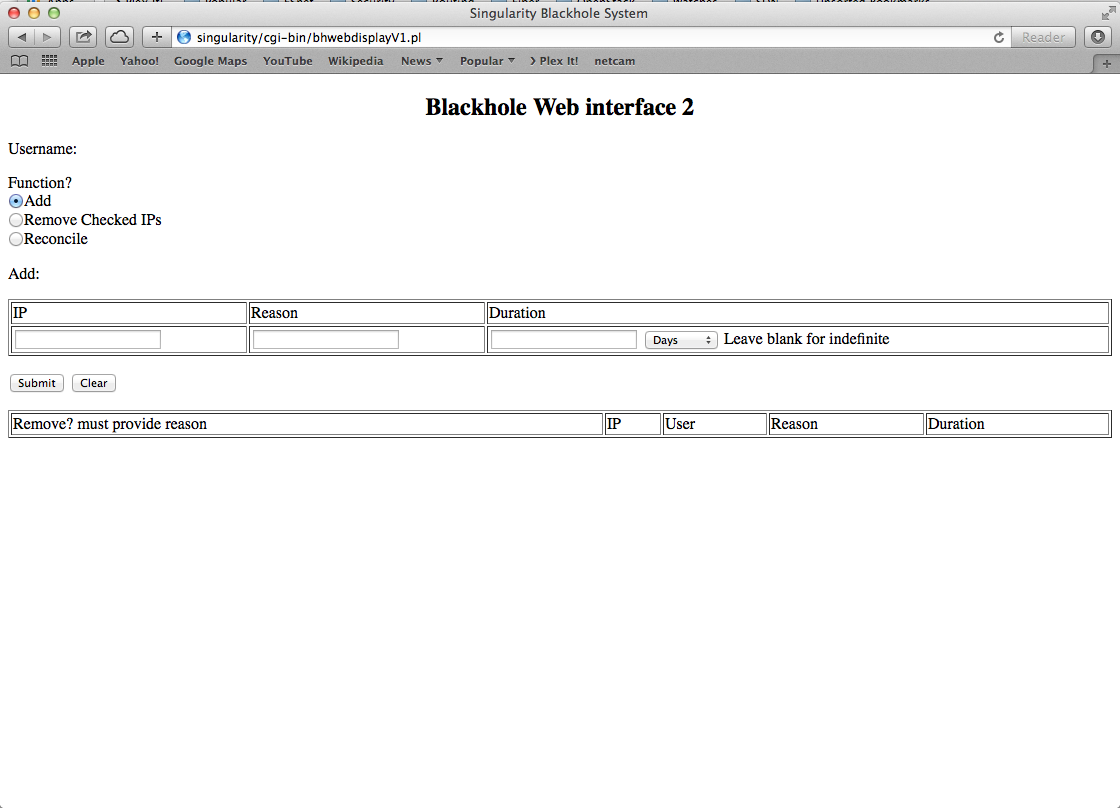 Singularity Blackhole System
singularity/cgi-bin/bhwebdisplayV1.pl Reader
Apple Yahoo! Google Maps YouTube Wikipedia News Popular > Plex It! netcam
Blackhole Web interface 2
Username:
Function?
Add
Remove Checked IPs
Reconcile
Add:
IP Reason Duration
Days Leave blank for indefinite
Submit Clear
Remove? must provide reason IP User Reason Duration